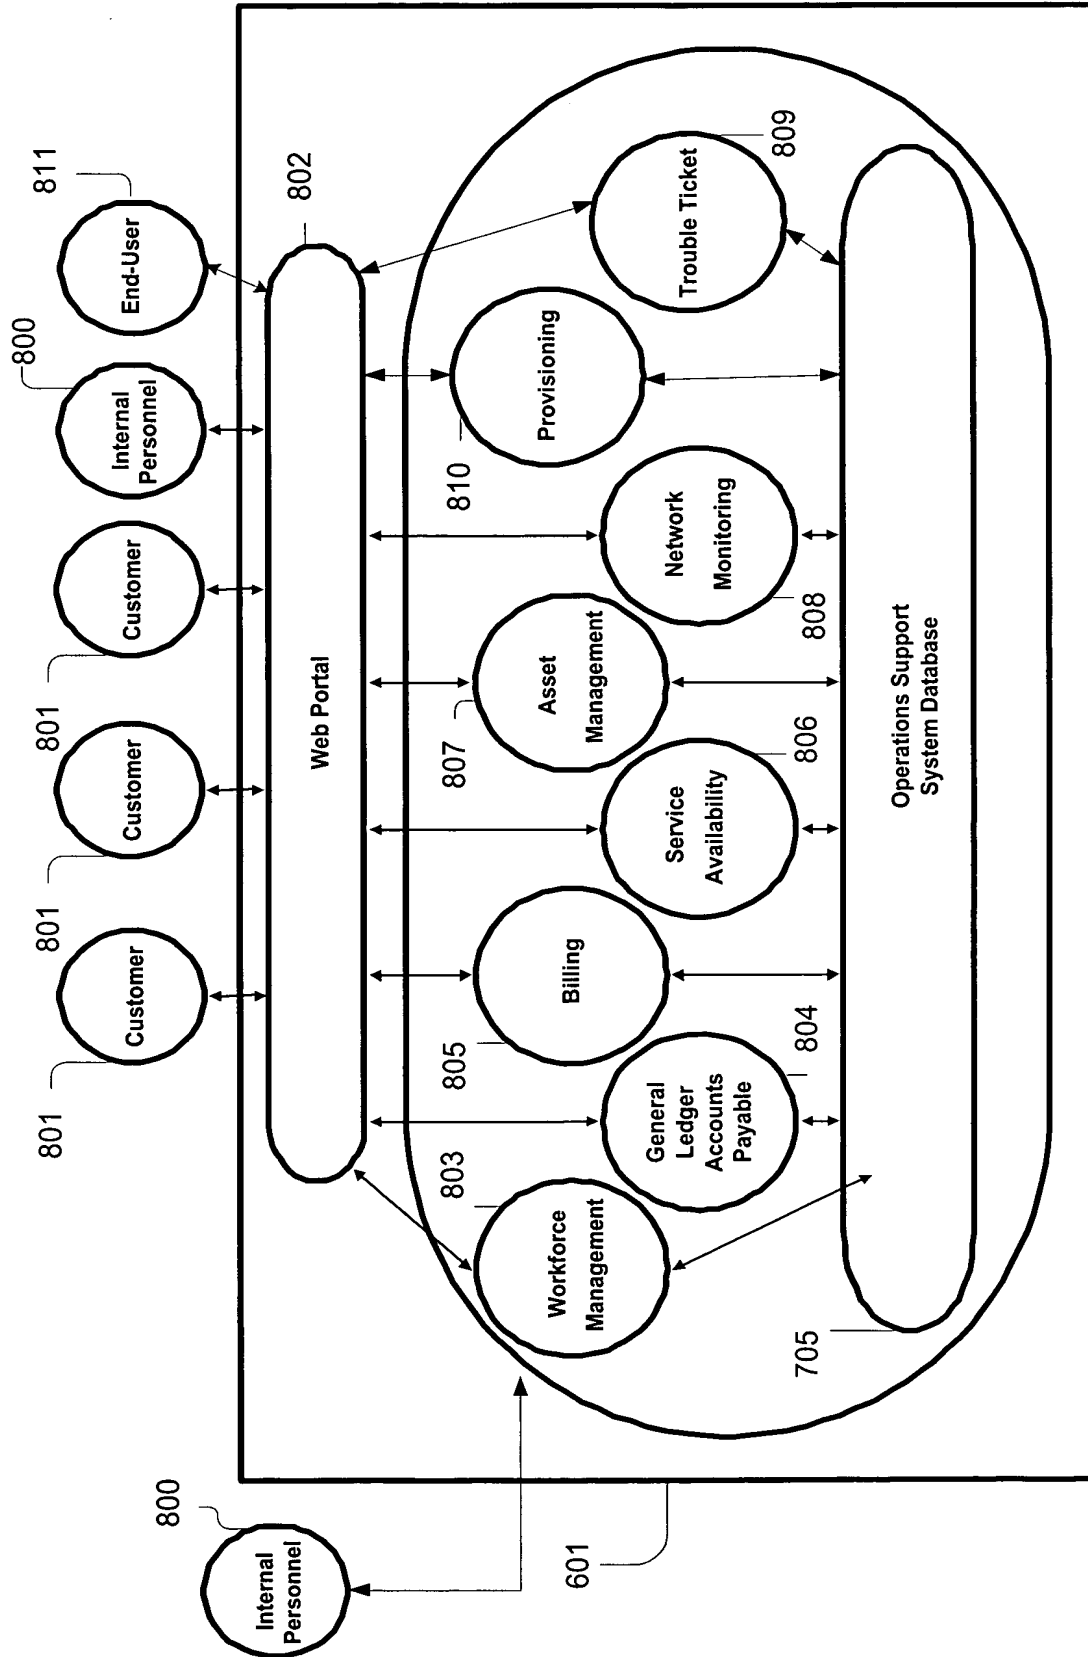 800
Internal
Personnel
801
Customer
801
Customer
801
Customer
800
Internal
Personnel
811
End-User
802
Web Portal
803
Workforce
Management
804
General
Ledger
Accounts
Payable
805
Billing
806
Service
Availability
807
Asset
Management
808
Network
Monitoring
810
Provisioning
809
Trouble Ticket
705
Operations Support
System Database
601